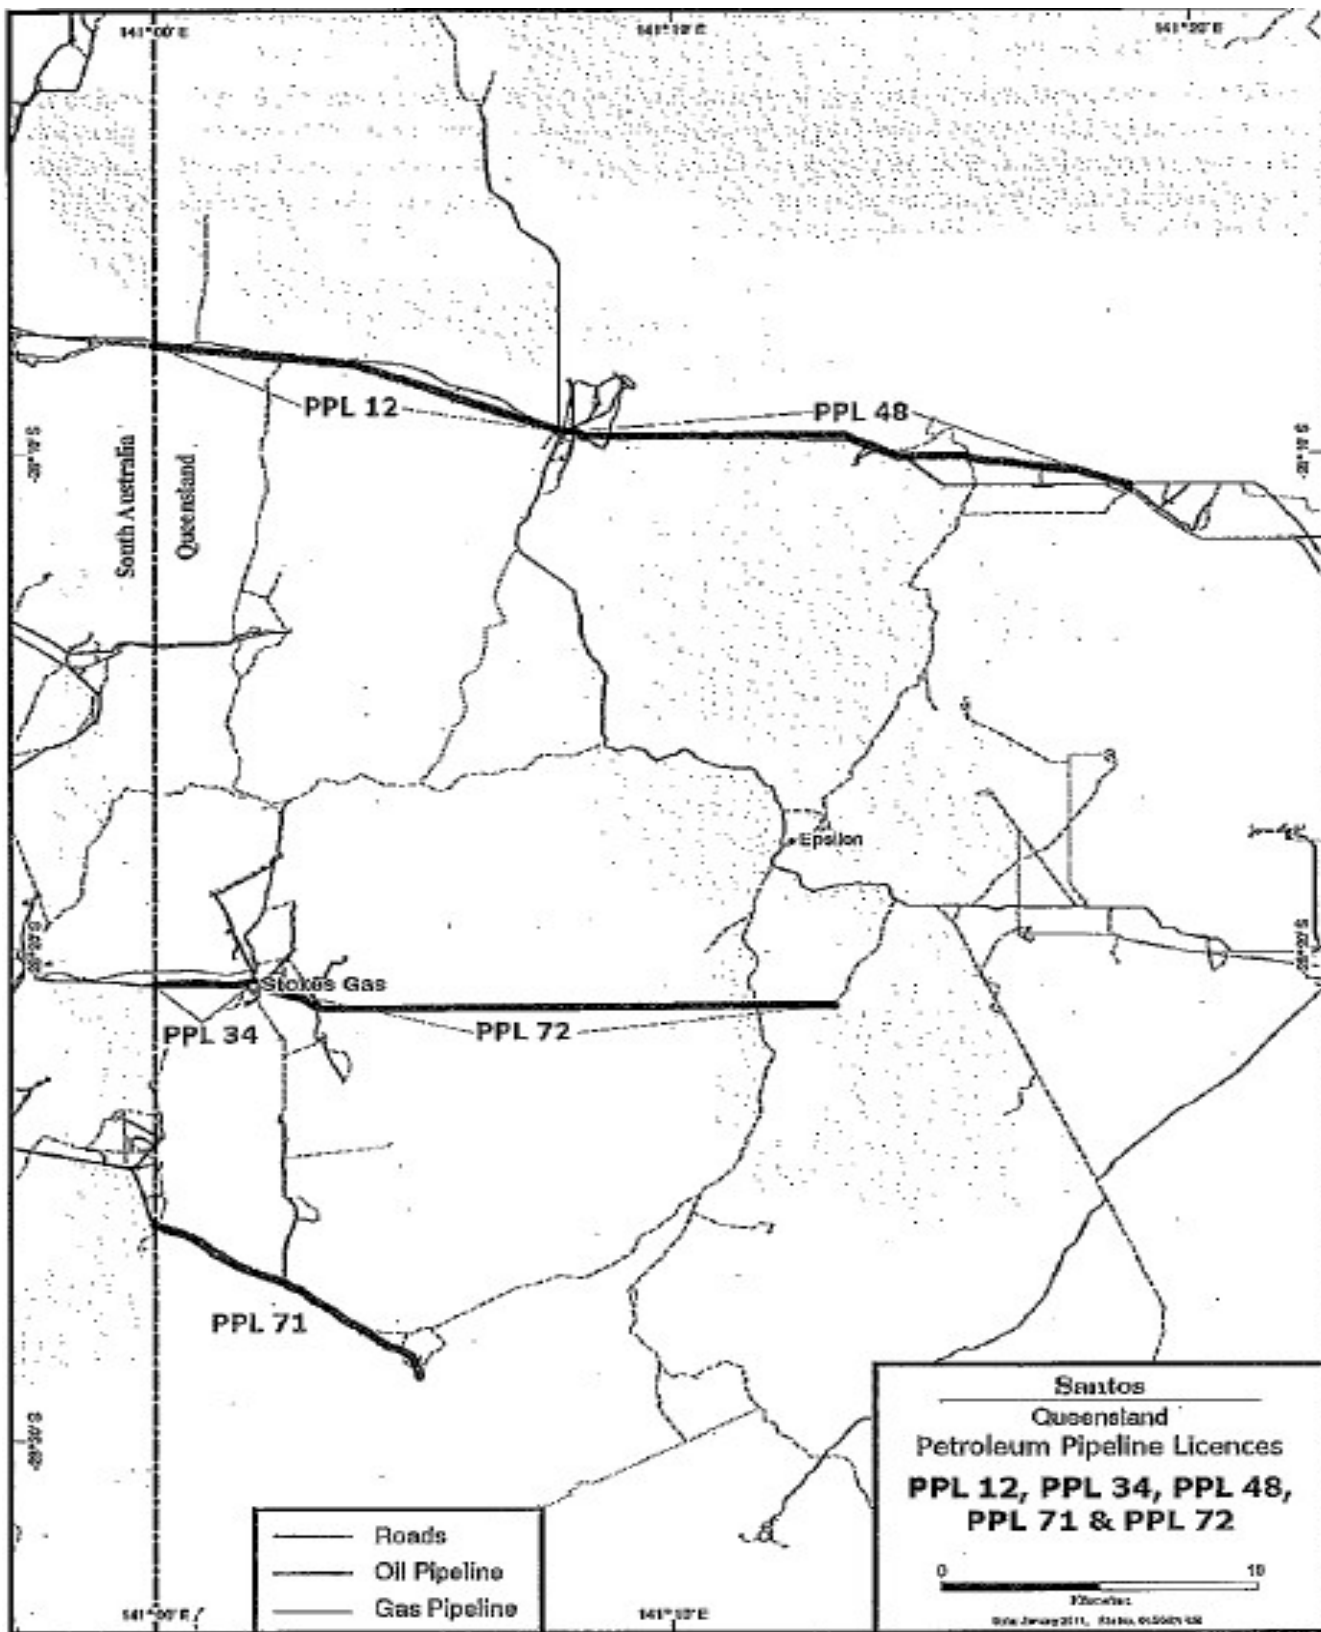 141°00' E
141°10' E
141°20' E
PPL 12
PPL 48
South Australia
Queensland
Epsilon
Stokes Gas
PPL 34
PPL 72
PPL 71
Santos
Queensland
Petroleum Pipeline Licences
PPL 12, PPL 34, PPL 48,
PPL 71 & PPL 72
0 10
Roads
Oil Pipeline
Gas Pipeline
141°00' E
141°10' E